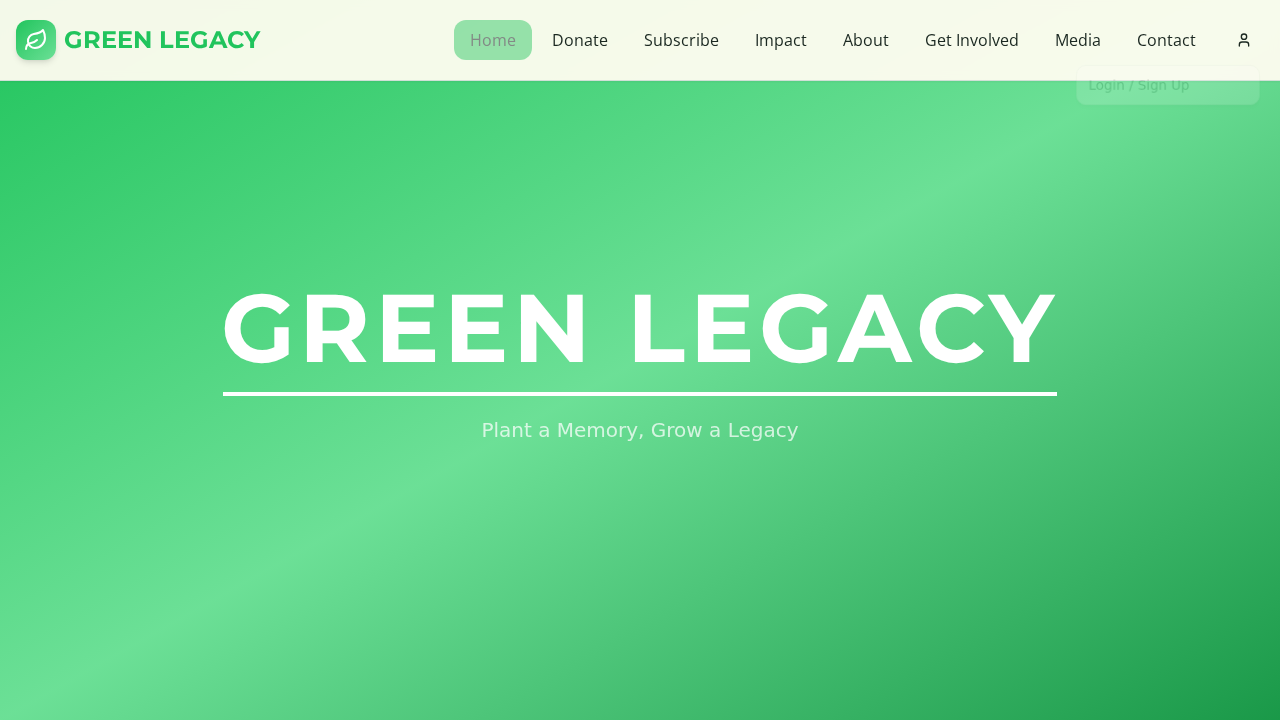 GREEN LEGACY
Home Donate Subscribe Impact About Get Involved Media Contact
Login / Sign Up
GREEN LEGACY
Plant a Memory, Grow a Legacy